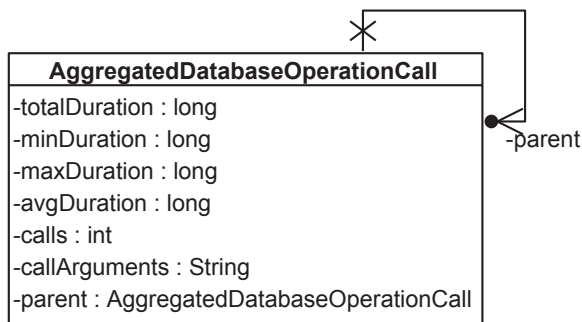 AggregatedDatabaseOperationCall
-totalDuration : long
-minDuration : long
-maxDuration : long
-avgDuration : long
-calls : int
-callArguments : String
-parent : AggregatedDatabaseOperationCall
-parent